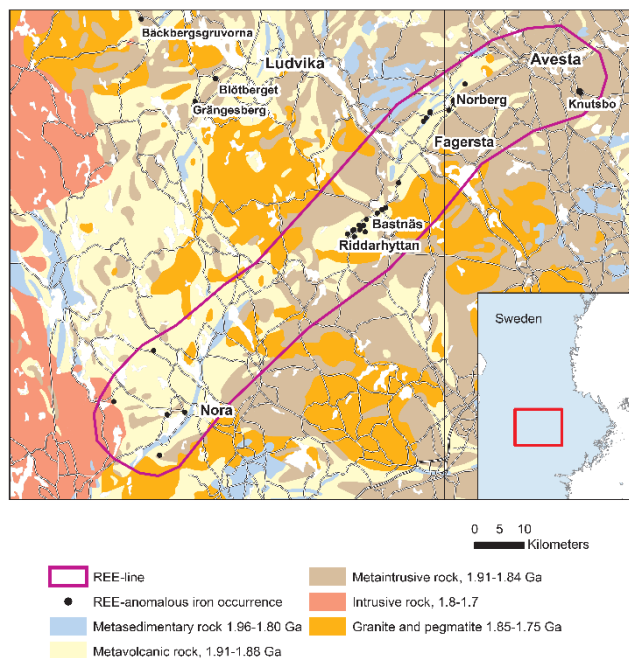 Bäckbergsgruvorna
Ludvika
Avesta
Blötberget
Grängesberg
Norberg
Knutsbo
Fagersta
Bastnäs
Riddarhyttan
Sweden
Nora
0 5 10
Kilometers
REE-line
REE-anomalous iron occurrence
Metasedimentary rock 1.96-1.80 Ga
Metavolcanic rock, 1.91-1.88 Ga
Metaintrusive rock, 1.91-1.84 Ga
Intrusive rock, 1.8-1.7
Granite and pegmatite 1.85-1.75 Ga